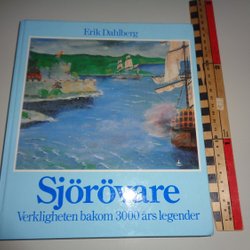 Erik Dahlberg
Sjörövare
Verkligheten bakom 3000 års legender